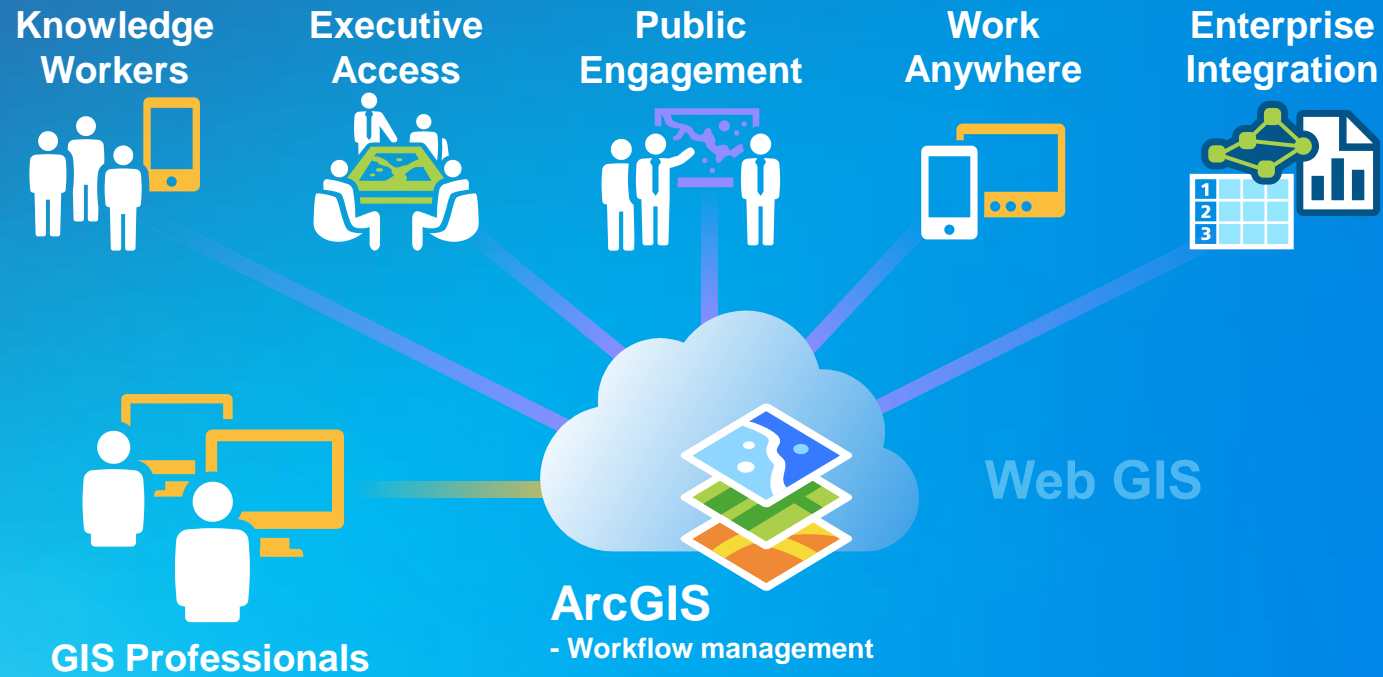 Knowledge
Workers
Executive
Access
Public
Engagement
Work
Anywhere
Enterprise
Integration
1
2
3
Web GIS
ArcGIS
- Workflow management
GIS Professionals